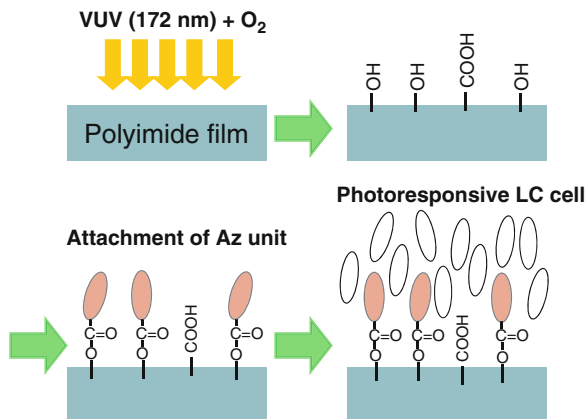 VUV (172 nm) + O₂
Polyimide film
OH
OH
COOH
OH
Attachment of Az unit
C=O
O
C=O
O
COOH
C=O
O
Photoresponsive LC cell
C=O
O
C=O
O
COOH
C=O
O